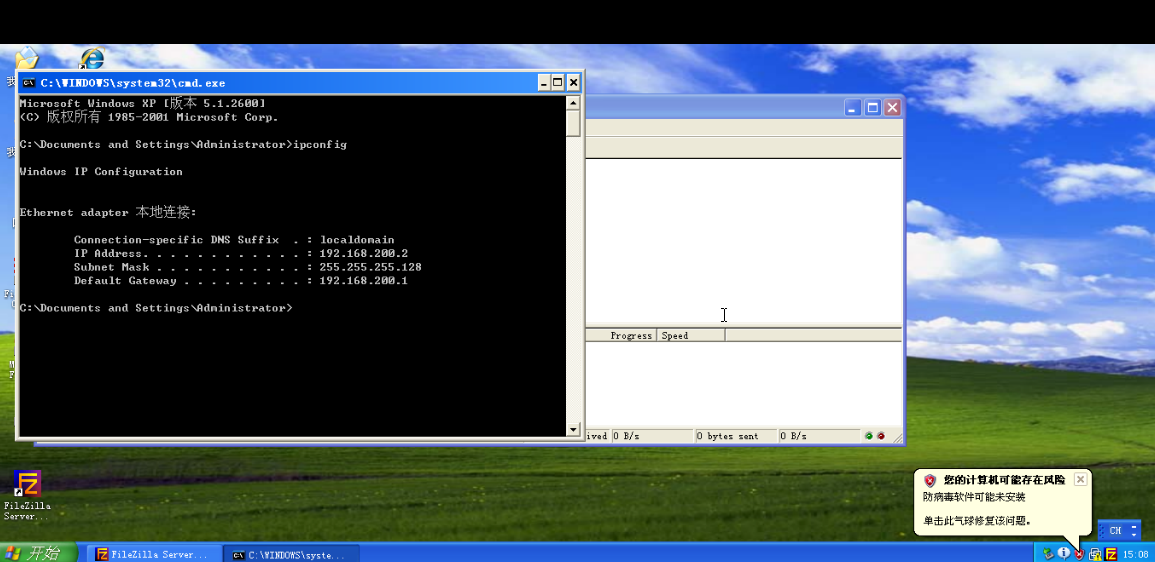 C:\WINDOWS\system32\cmd.exe
Microsoft Windows XP [版本 5.1.2600]
(C) 版权所有 1985-2001 Microsoft Corp.
C:\Documents and Settings\Administrator>ipconfig
Windows IP Configuration
Ethernet adapter 本地连接:
Connection-specific DNS Suffix  . : localdomain
IP Address. . . . . . . . . . . . : 192.168.200.2
Subnet Mask . . . . . . . . . . . : 255.255.255.128
Default Gateway . . . . . . . . . : 192.168.200.1
C:\Documents and Settings\Administrator>
Progress Speed
0 B/s 0 bytes sent 0 B/s
FileZilla
Server...
您的计算机可能存在风险
防病毒软件可能未安装
单击此气球修复该问题。
CH
开始 FileZilla Server... C:\WINDOWS\syste... 15:08